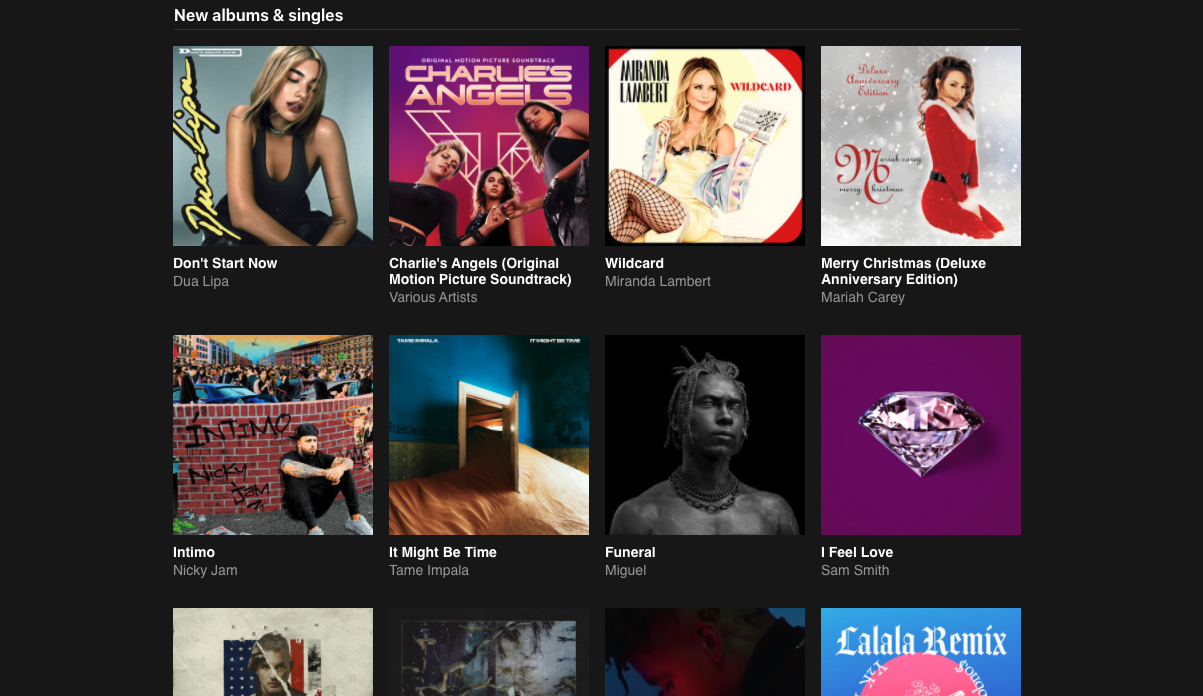 New albums & singles
Dua Lipa
ORIGINAL MOTION PICTURE SOUNDTRACK
CHARLIE'S
ANGELS
MIRANDA
LAMBERT
WILDCARD
Deluxe
Anniversary
Edition
Mariah carey
merry christmas
Don't Start Now
Dua Lipa
Charlie's Angels (Original
Motion Picture Soundtrack)
Various Artists
Wildcard
Miranda Lambert
Merry Christmas (Deluxe
Anniversary Edition)
Mariah Carey
INTIMO
Nicky
Jam
TAME IMPALA
IT MIGHT BE TIME
Intimo
Nicky Jam
It Might Be Time
Tame Impala
Funeral
Miguel
I Feel Love
Sam Smith
Lalala Remix